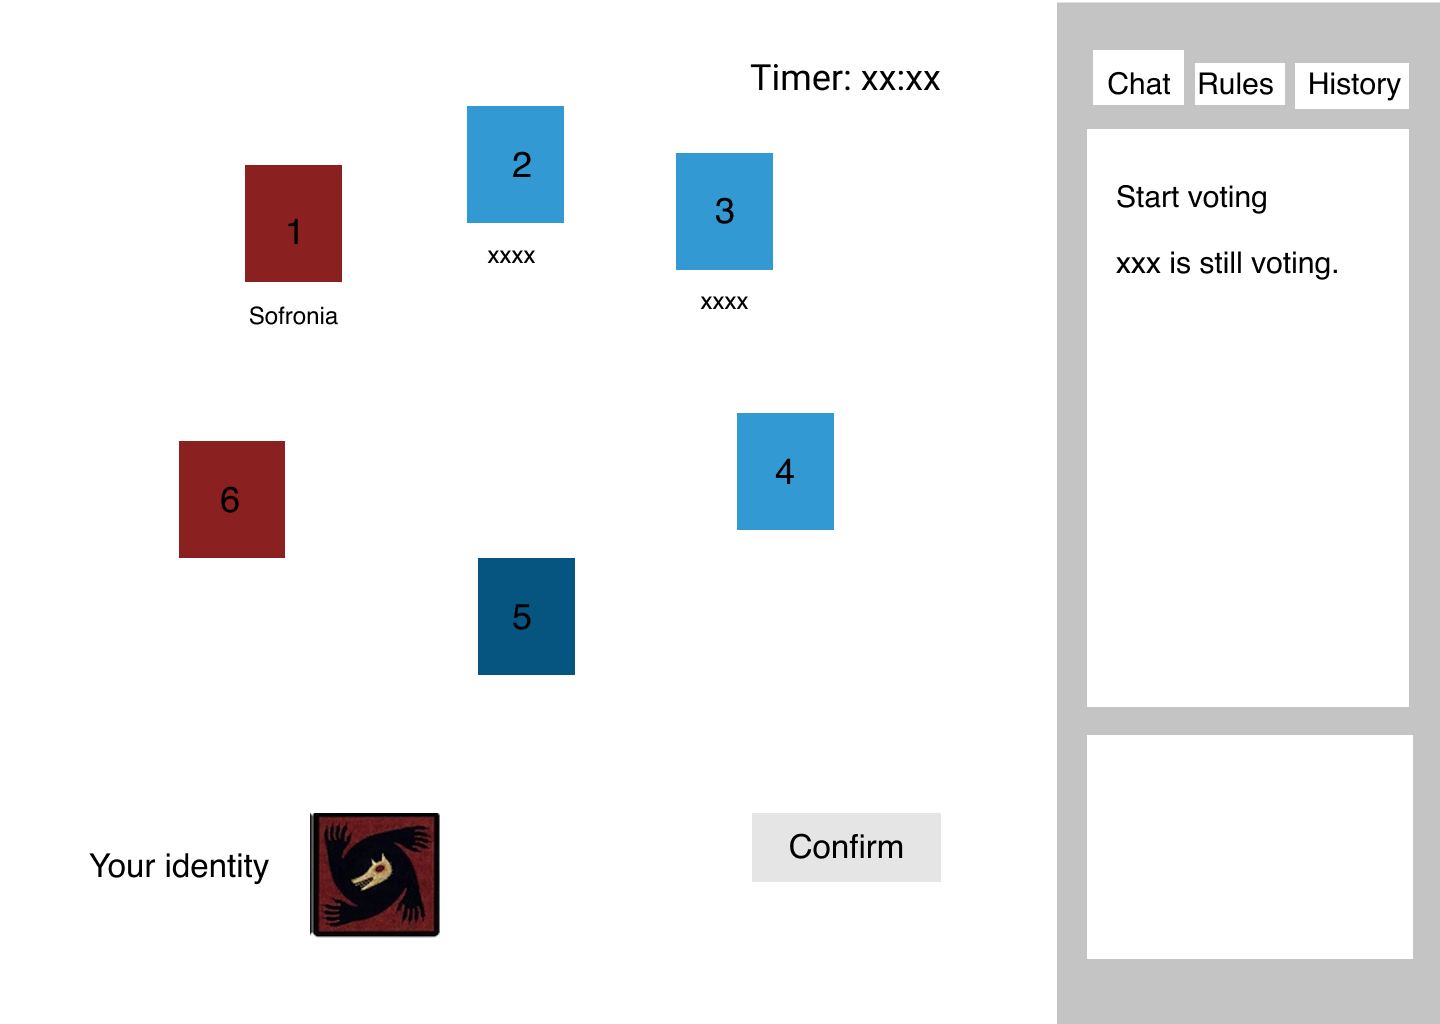 Timer: xx:xx
1
Sofronia
2
xxxx
3
xxxx
4
5
6
Your identity
Confirm
Chat
Rules
History
Start voting
xxx is still voting.